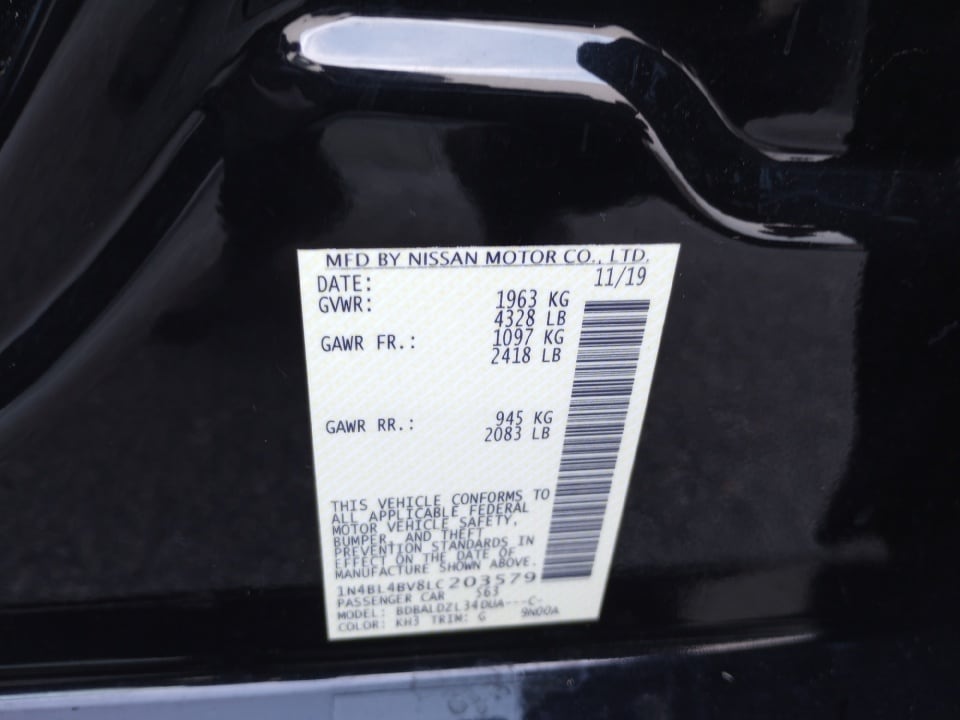 MFD BY NISSAN MOTOR CO., LTD.
DATE: 11/19
GVWR: 1963 KG
4328 LB
GAWR FR.: 1097 KG
2418 LB
GAWR RR.: 945 KG
2083 LB
THIS VEHICLE CONFORMS TO
ALL APPLICABLE FEDERAL
MOTOR VEHICLE SAFETY,
BUMPER, AND THEFT
PREVENTION STANDARDS IN
EFFECT ON THE DATE OF
MANUFACTURE SHOWN ABOVE.
1N4BL4BV8LC203579
PASSENGER CAR 563
MODEL: BDBALDZL34DUA---C-
COLOR: KH3 TRIM: G 9N00A